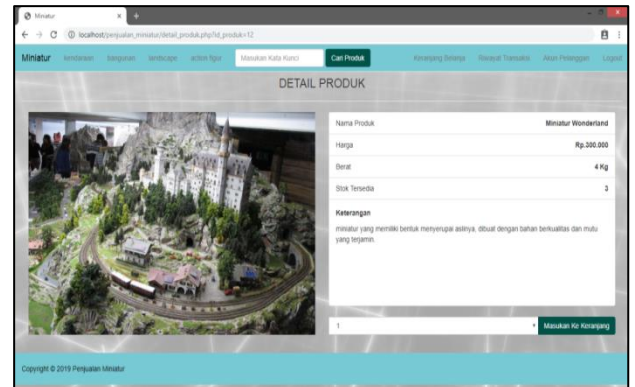 Miniatur
localhost/penjualan_miniatur/detail_produk.php?id_produk=12
Miniatur kendaraan bangunan landscape action figur Masukan Kata Kunci Cari Produk Keranjang Belanja Riwayat Transaksi Akun Pelanggan Logout
DETAIL PRODUK
Nama Produk Miniatur Wonderland
Harga Rp.300.000
Berat 4 Kg
Stok Tersedia 3
Keterangan
miniatur yang memiliki bentuk menyerupai aslinya, dibuat dengan bahan berkualitas dan mutu
yang terjamin.
1 Masukan Ke Keranjang
Copyright © 2019 Penjualan Miniatur